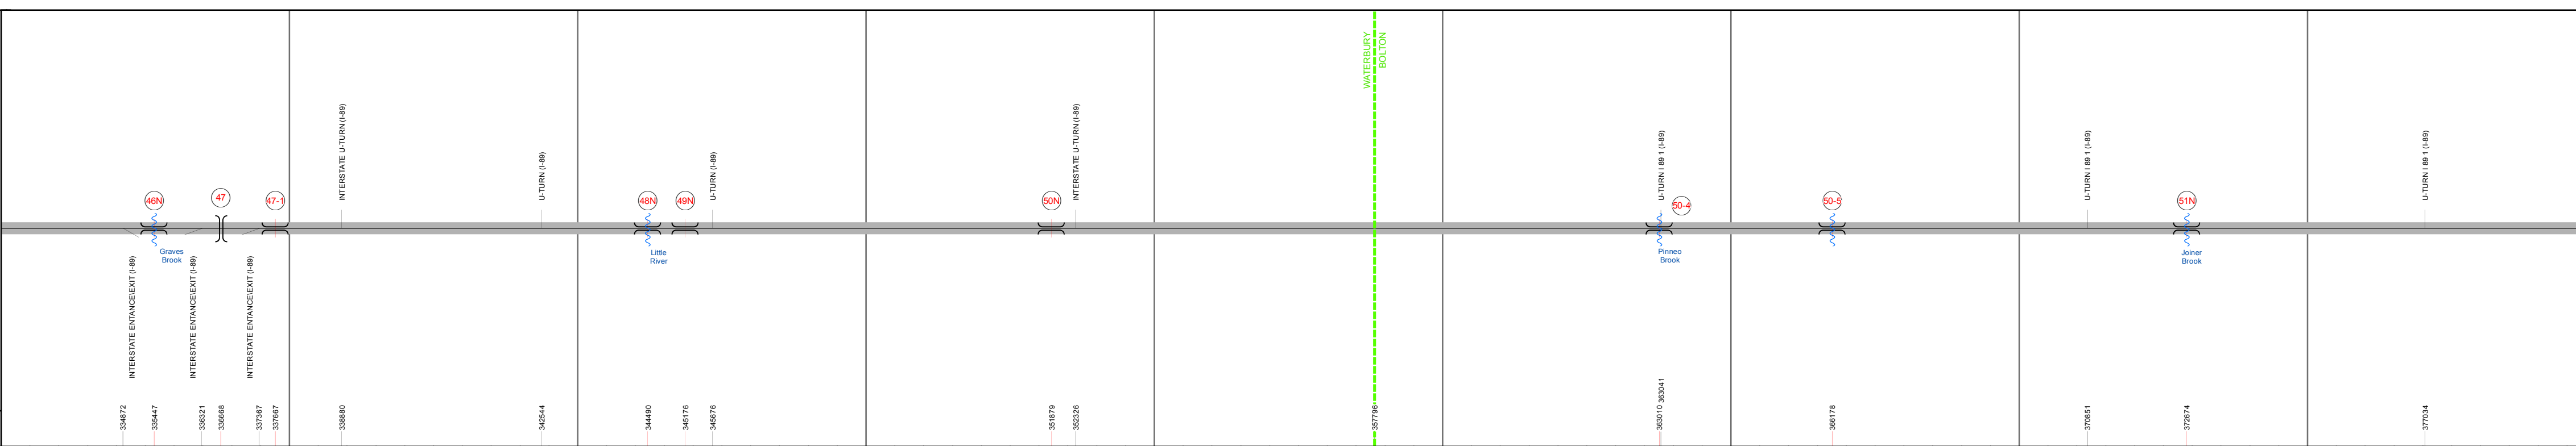 WATERBURY
BOLTON
INTERSTATE U-TURN (I-89)
INTERSTATE U-TURN (I-89)
U-TURN I 89 1 (I-89)
U-TURN I 89 1 (I-89)
U-TURN I 89 1 (I-89)
U-TURN (I-89)
U-TURN (I-89)
46N
47
47-1
48N
49N
50N
50-4
50-5
51N
Graves
Brook
Little
River
Pinneo
Brook
Joiner
Brook
INTERSTATE ENTANCE\EXIT (I-89)
INTERSTATE ENTANCE\EXIT (I-89)
INTERSTATE ENTANCE\EXIT (I-89)
334872
335447
336321
336668
337367
337667
338880
342544
344490
345176
345676
351879
352326
357796
363010
363041
366178
370851
372674
377034